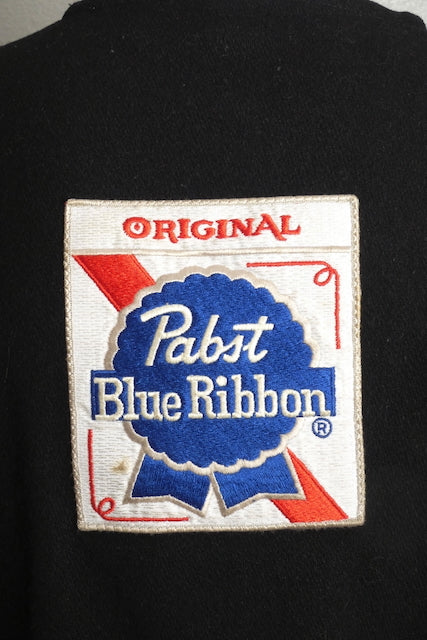 ORIGINAL
Pabst
Blue Ribbon
®